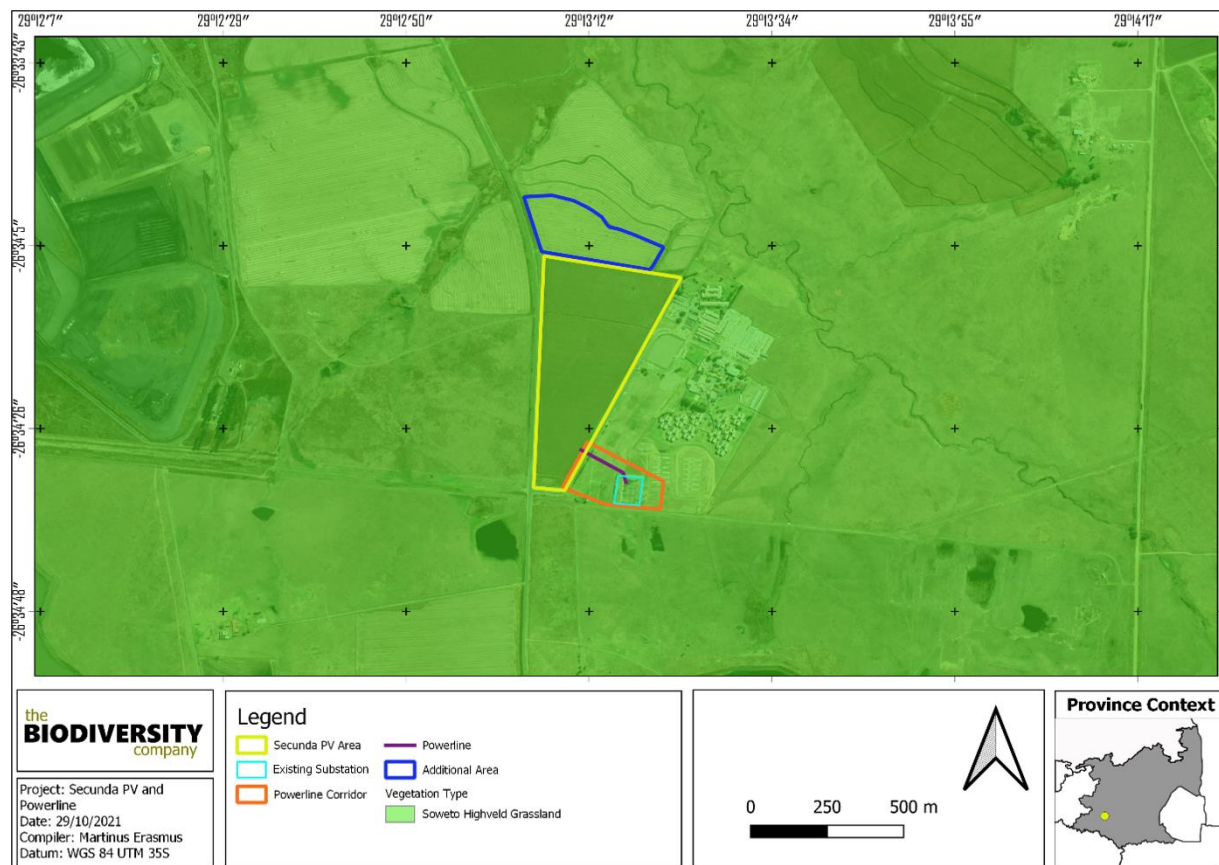 29°12′7″ 29°12′29″ 29°12′50″ 29°13′12″ 29°13′34″ 29°13′55″ 29°14′17″
-26°33′43″
-26°34′5″
-26°34′26″
-26°34′48″
the
BIODIVERSITY
company
Project: Secunda PV and
Powerline
Date: 29/10/2021
Compiler: Martinus Erasmus
Datum: WGS 84 UTM 35S
Legend
Secunda PV Area
Existing Substation
Powerline Corridor
Powerline
Additional Area
Vegetation Type
Soweto Highveld Grassland
0 250 500 m
Province Context